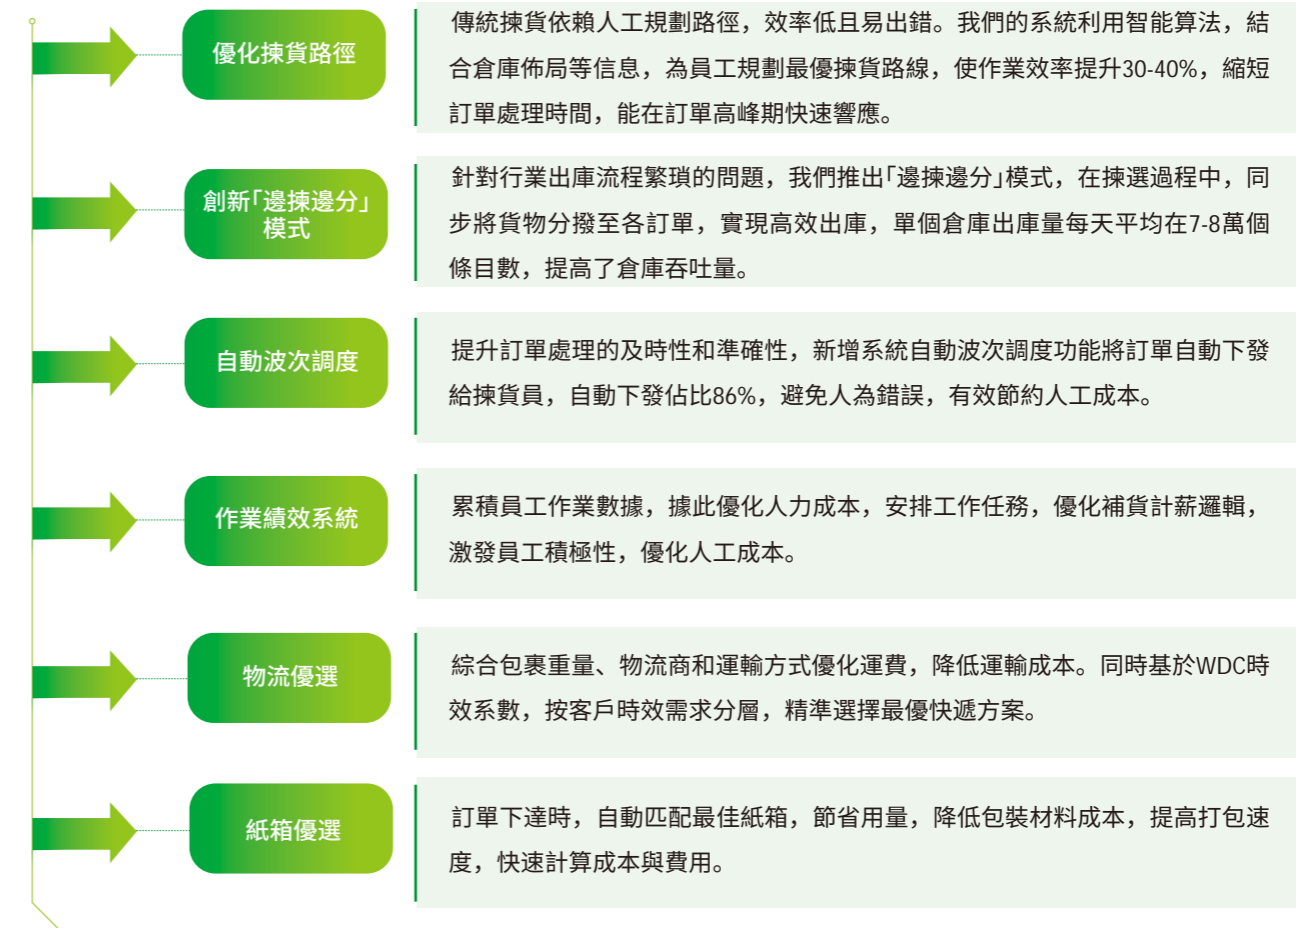 優化揀貨路徑
傳統揀貨依賴人工規劃路徑，效率低且易出錯。我們的系統利用智能算法，結
合倉庫佈局等信息，為員工規劃最優揀貨路線，使作業效率提升30-40%，縮短
訂單處理時間，能在訂單高峰期快速響應。
創新「邊揀邊分」
模式
針對行業出庫流程繁瑣的問題，我們推出「邊揀邊分」模式，在揀選過程中，同
步將貨物分撥至各訂單，實現高效出庫，單個倉庫出庫量每天平均在7-8萬個
條目數，提高了倉庫吞吐量。
自動波次調度
提升訂單處理的及時性和準確性，新增系統自動波次調度功能將訂單自動下發
給揀貨員，自動下發佔比86%，避免人為錯誤，有效節約人工成本。
作業績效系統
累積員工作業數據，據此優化人力成本，安排工作任務，優化補貨計薪邏輯，
激發員工積極性，優化人工成本。
物流優選
綜合包裹重量、物流商和運輸方式優化運費，降低運輸成本。同時基於WDC時
效系數，按客戶時效需求分層，精準選擇最優快遞方案。
紙箱優選
訂單下達時，自動匹配最佳紙箱，節省用量，降低包裝材料成本，提高打包速
度，快速計算成本與費用。